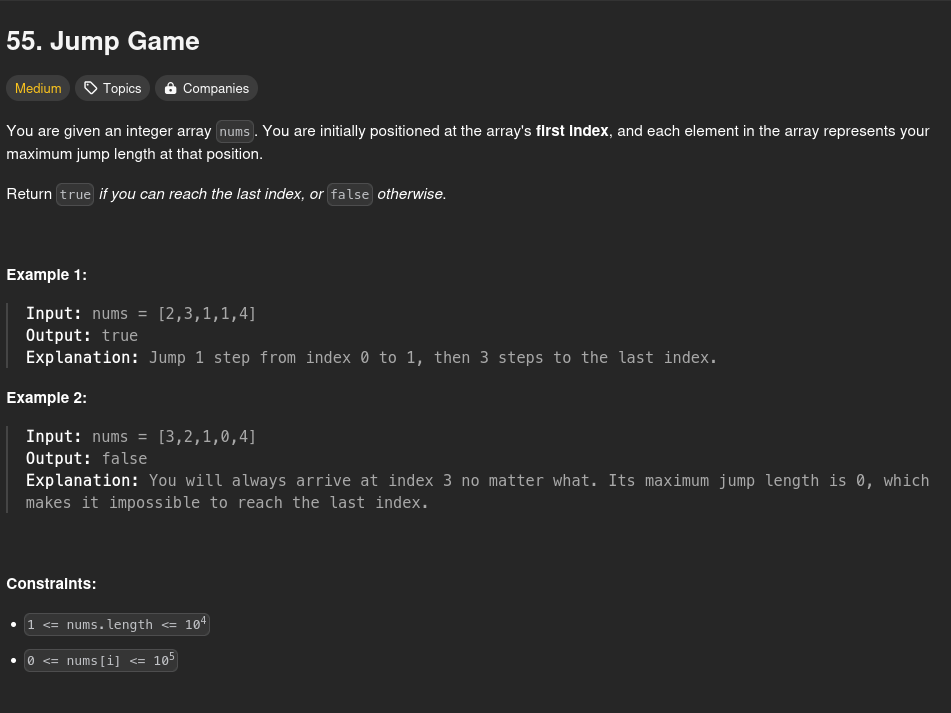 55. Jump Game
Medium Topics Companies
You are given an integer array nums. You are initially positioned at the array's first index, and each element in the array represents your
maximum jump length at that position.
Return true if you can reach the last index, or false otherwise.
Example 1:
Input: nums = [2,3,1,1,4]
Output: true
Explanation: Jump 1 step from index 0 to 1, then 3 steps to the last index.
Example 2:
Input: nums = [3,2,1,0,4]
Output: false
Explanation: You will always arrive at index 3 no matter what. Its maximum jump length is 0, which
makes it impossible to reach the last index.
Constraints:
• 1 <= nums.length <= 10⁴
• 0 <= nums[i] <= 10⁵